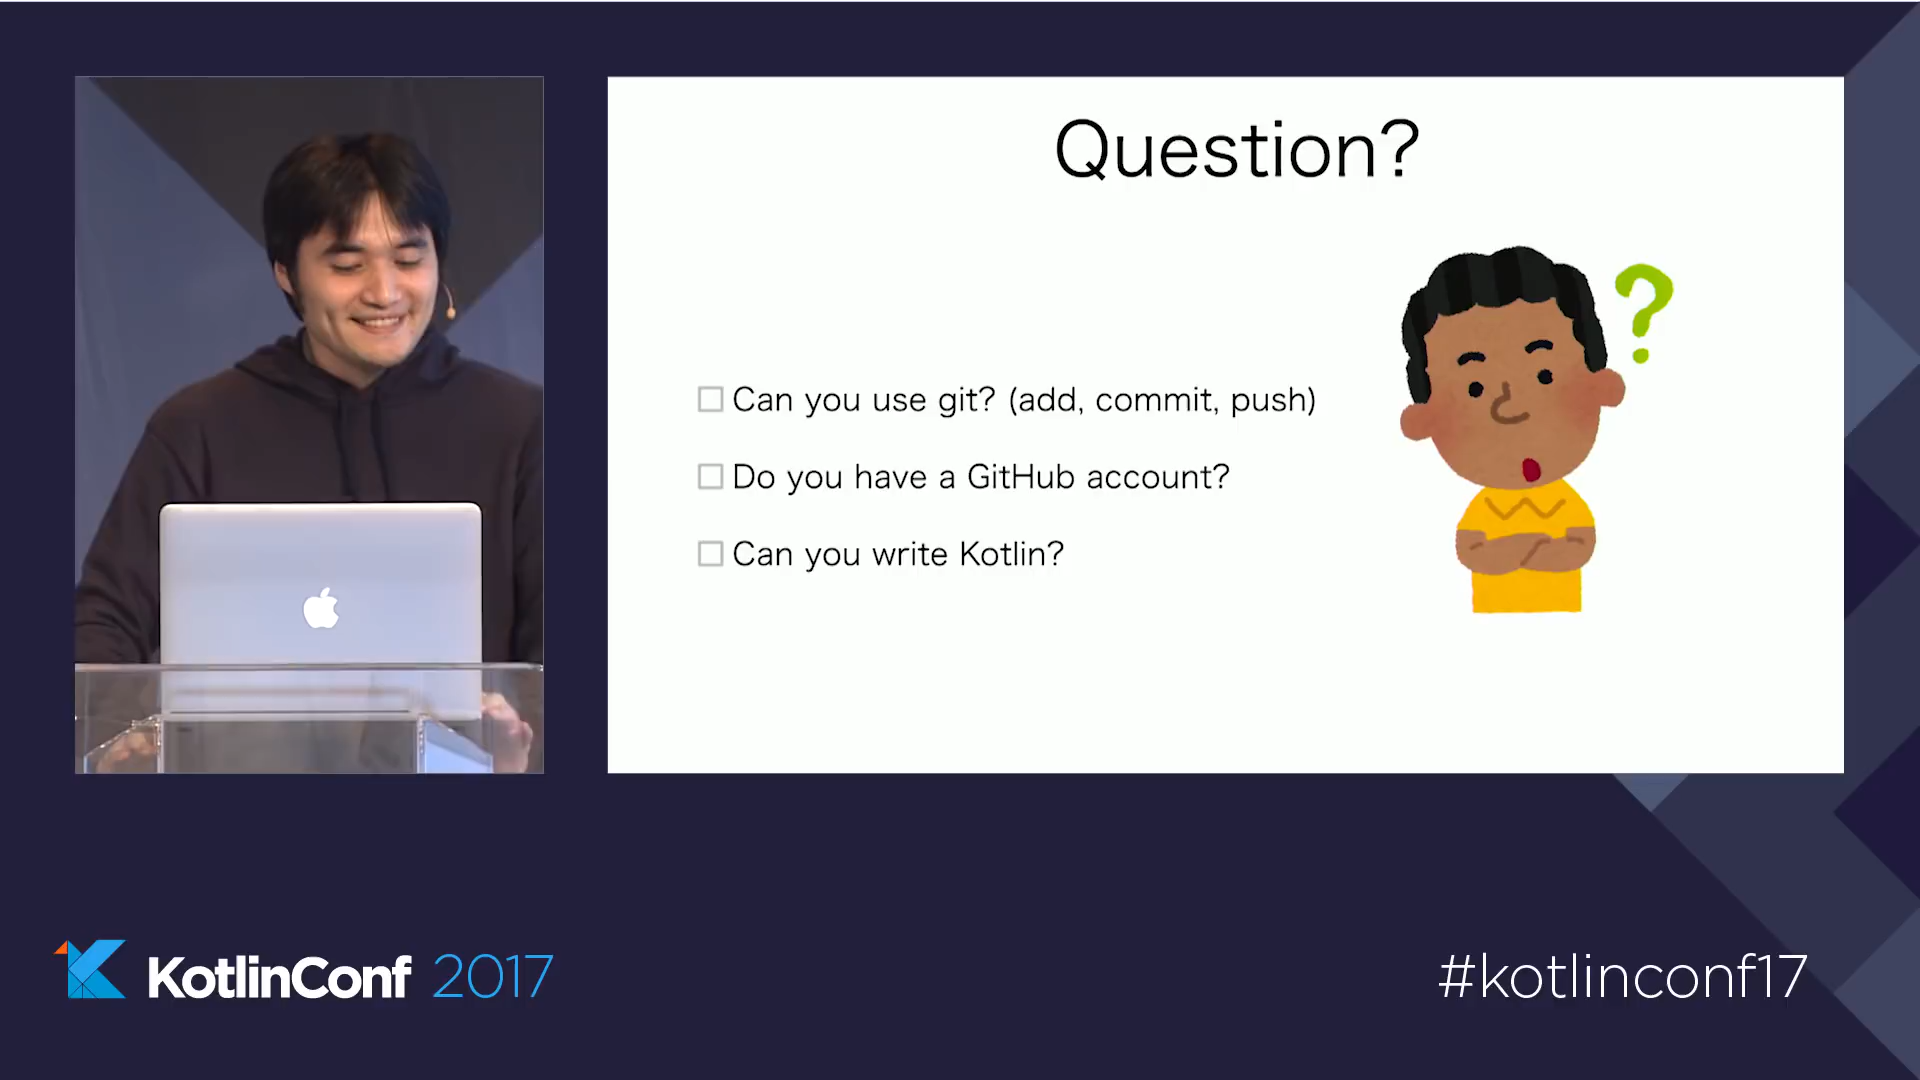 Question?
Can you use git? (add, commit, push)
Do you have a GitHub account?
Can you write Kotlin?
KotlinConf 2017
#kotlinconf17